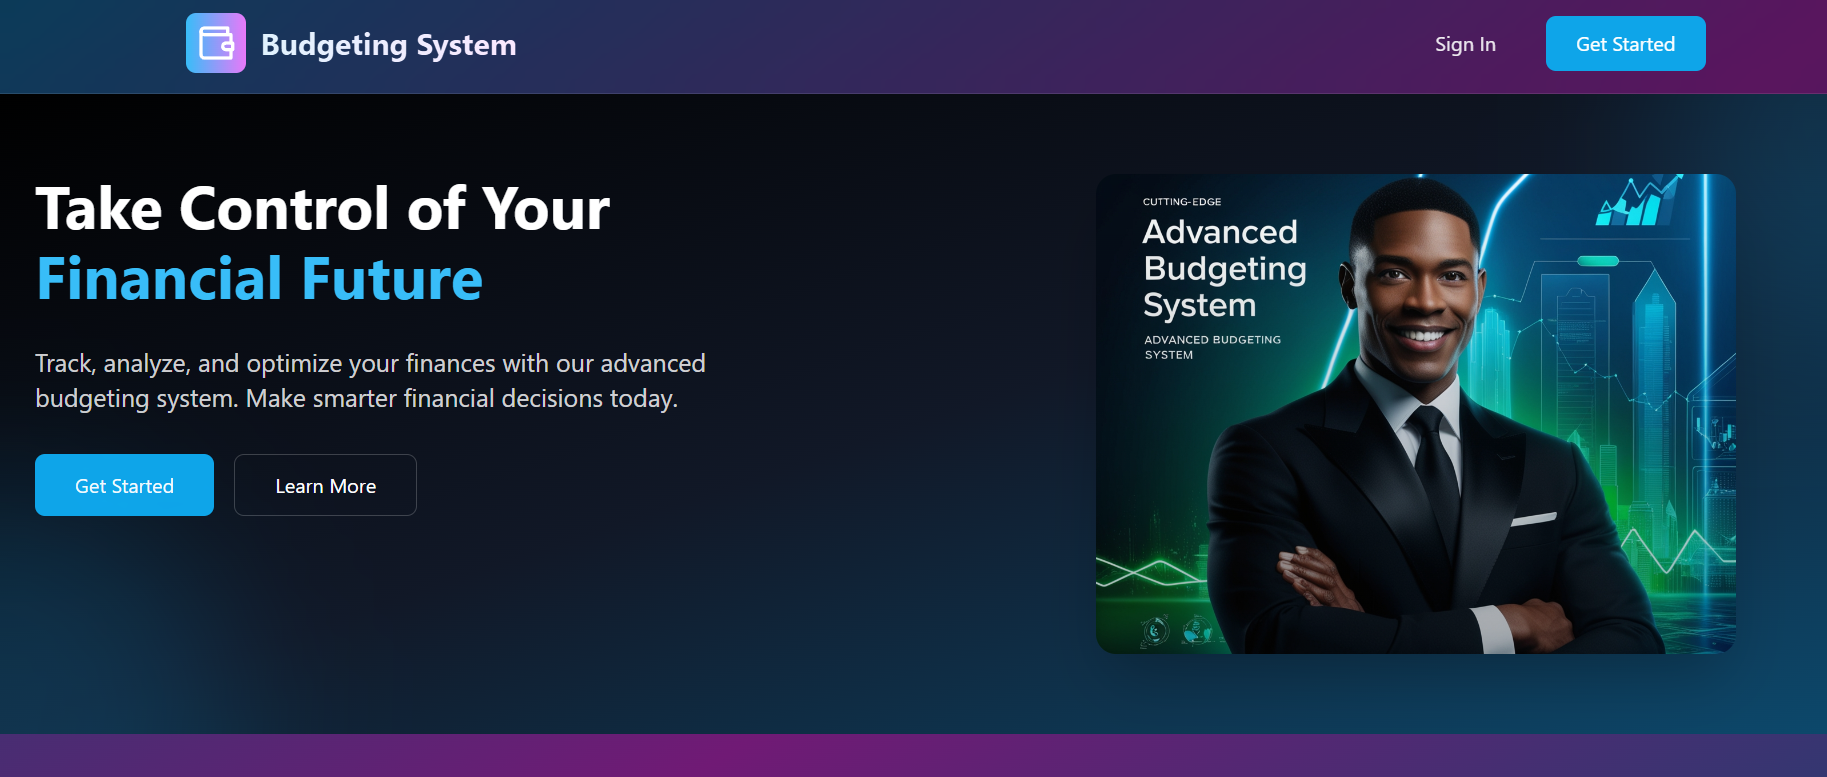 Budgeting System
Sign In
Get Started
Take Control of Your
Financial Future
Track, analyze, and optimize your finances with our advanced
budgeting system. Make smarter financial decisions today.
Get Started
Learn More
CUTTING-EDGE
Advanced
Budgeting
System
ADVANCED BUDGETING
SYSTEM